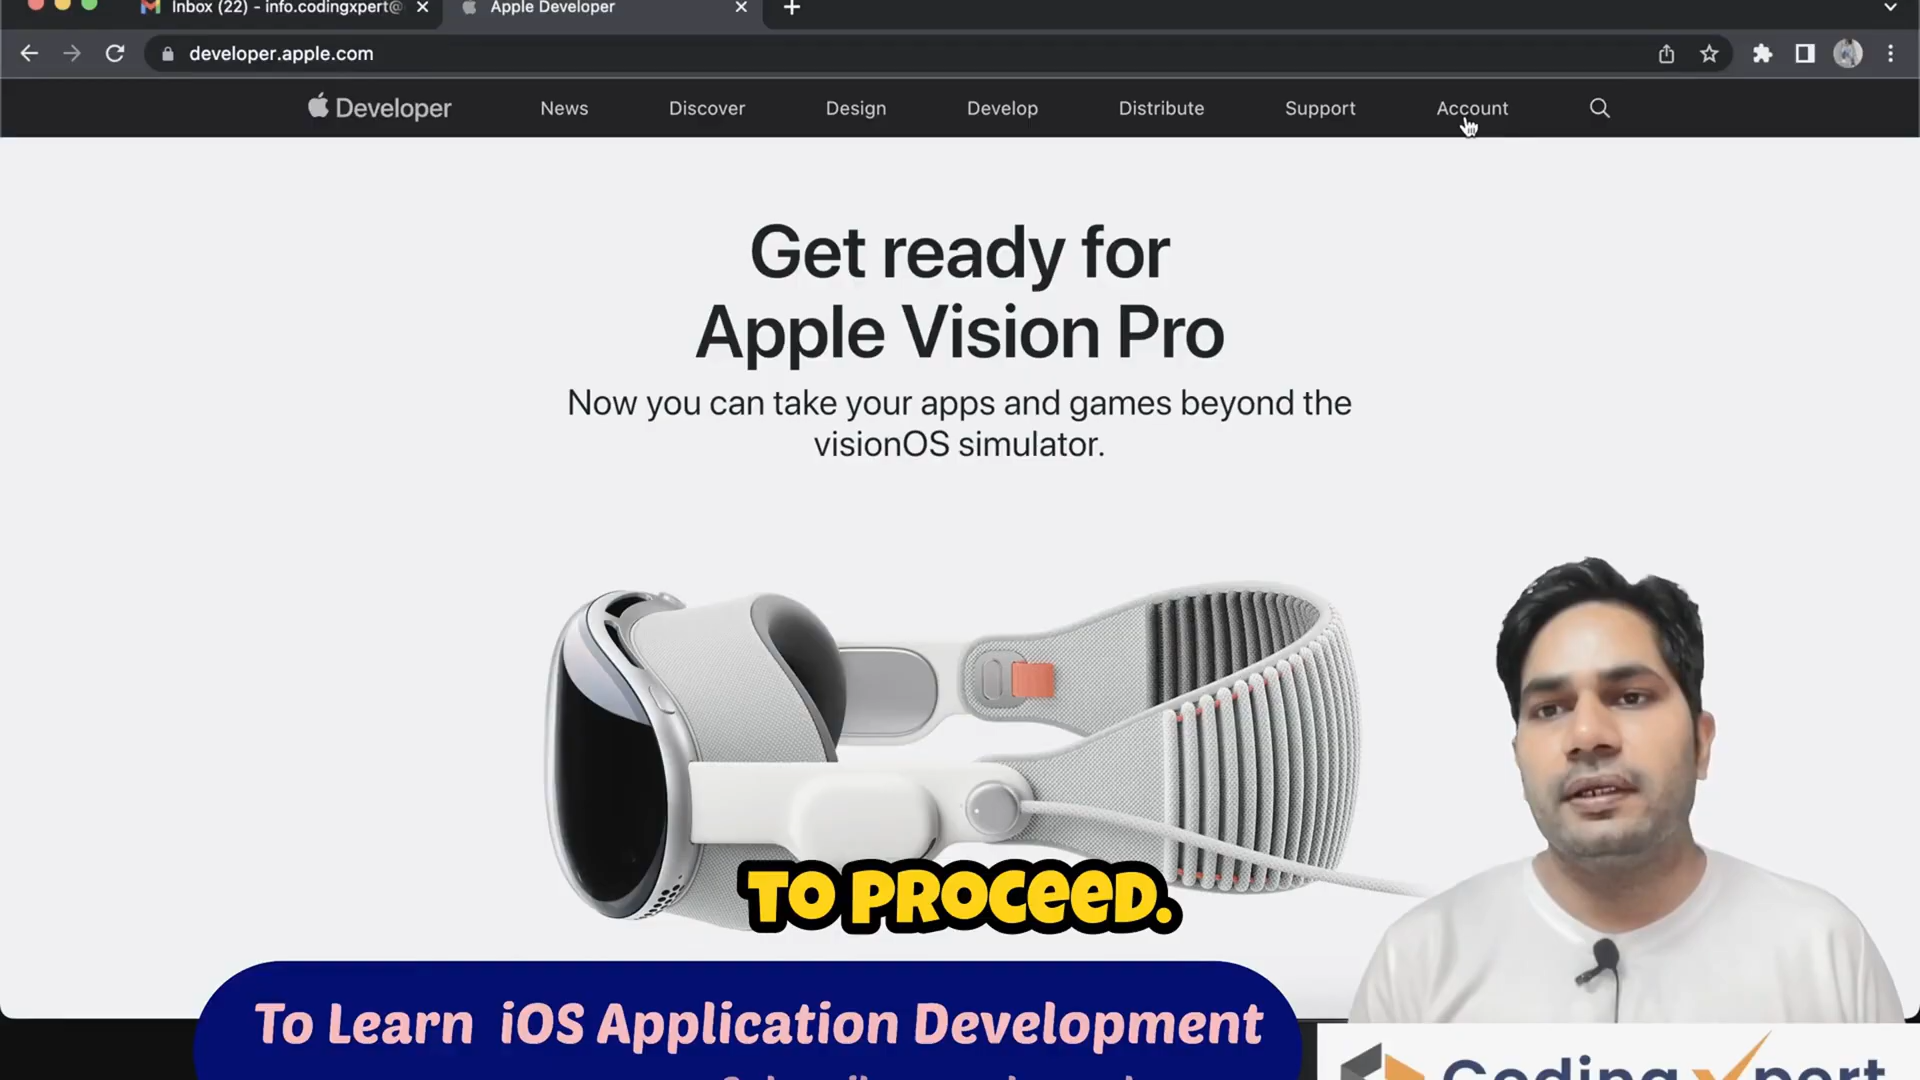 Inbox (22) - info.codingxpert@
Apple Developer
developer.apple.com
Developer
News
Discover
Design
Develop
Distribute
Support
Account
Get ready for
Apple Vision Pro
Now you can take your apps and games beyond the
visionOS simulator.
TO PROCEED.
To Learn iOS Application Development
Coding Xpert